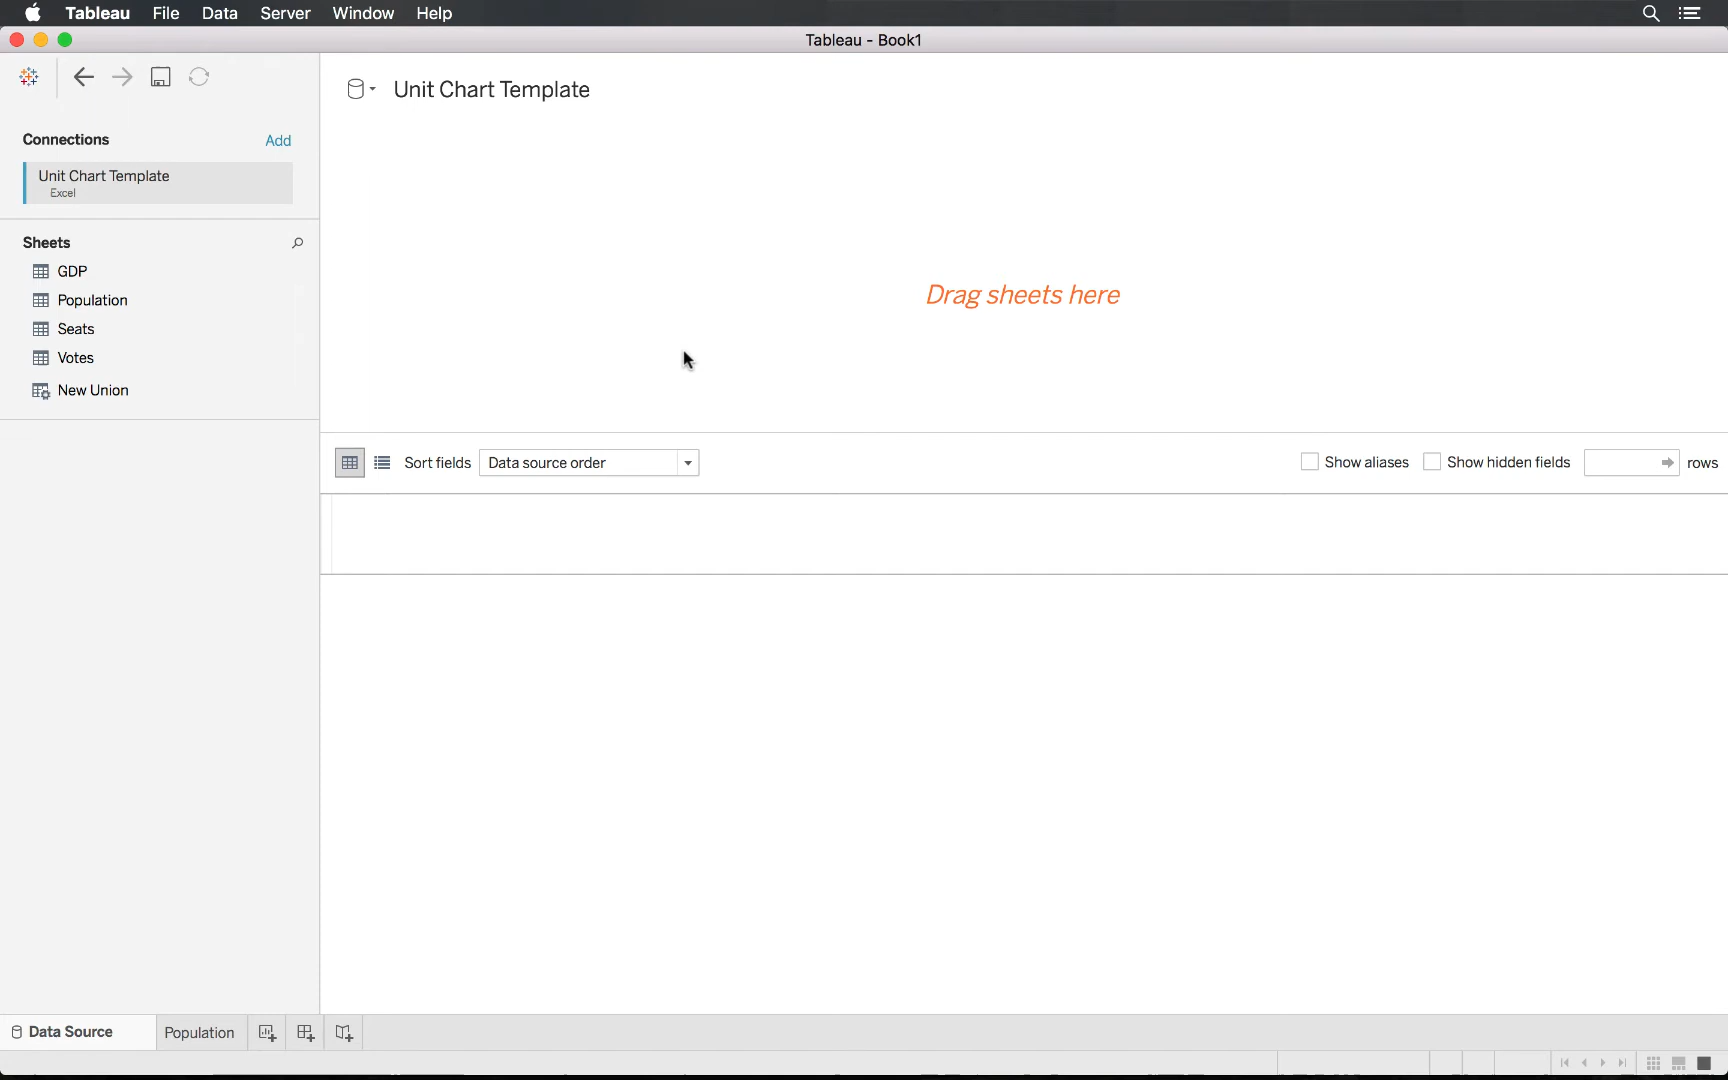 Tableau File Data Server Window Help
Tableau - Book1
Unit Chart Template
Connections Add
Unit Chart Template
Excel
Sheets
GDP
Population
Seats
Votes
New Union
Drag sheets here
Sort fields Data source order Show aliases Show hidden fields rows
Data Source Population